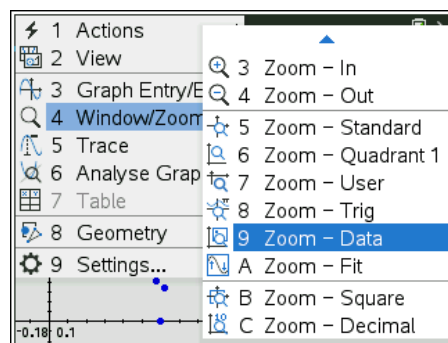 1 Actions
2 View
3 Graph Entry/E
4 Window/Zoom
5 Trace
6 Analyse Grap
7 Table
8 Geometry
9 Settings...
3 Zoom – In
4 Zoom – Out
5 Zoom – Standard
6 Zoom – Quadrant 1
7 Zoom – User
8 Zoom – Trig
9 Zoom – Data
A Zoom – Fit
B Zoom – Square
C Zoom – Decimal
-0.18 0.1